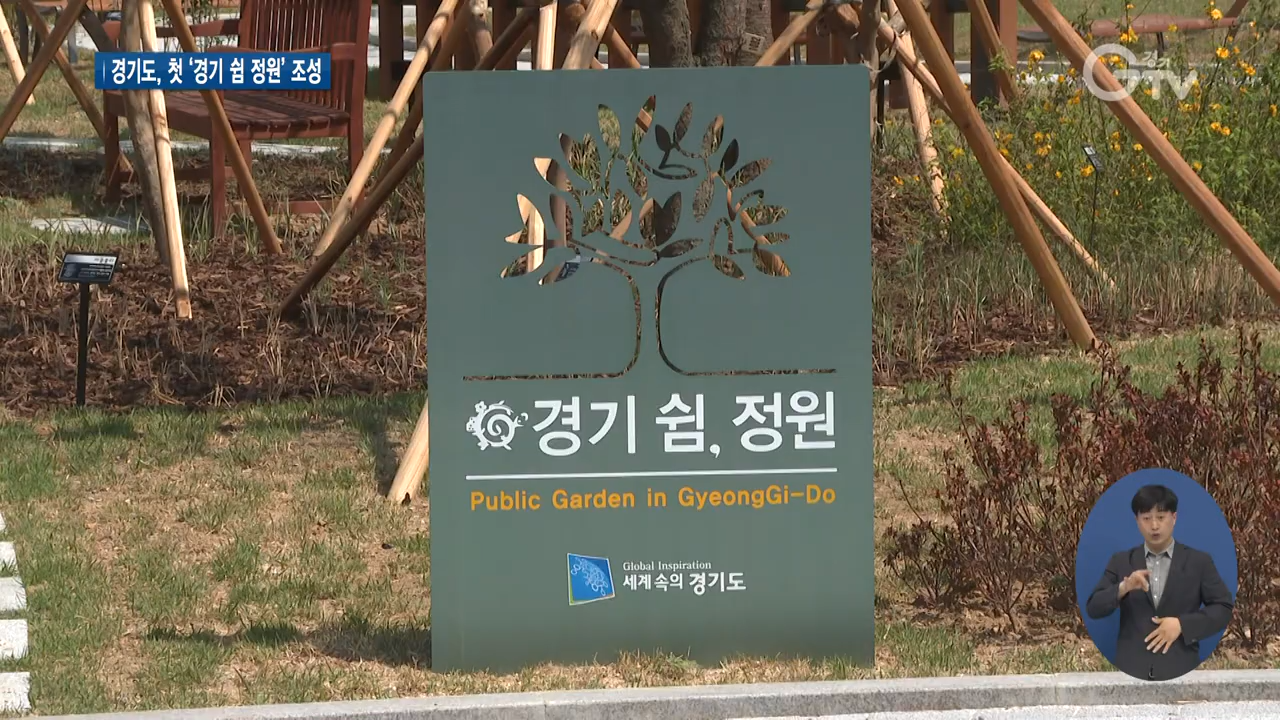 경기도, 첫 ‘경기 쉼 정원’ 조성
GTV
경기 쉼, 정원
Public Garden in GyeongGi-Do
Global Inspiration
세계 속의 경기도